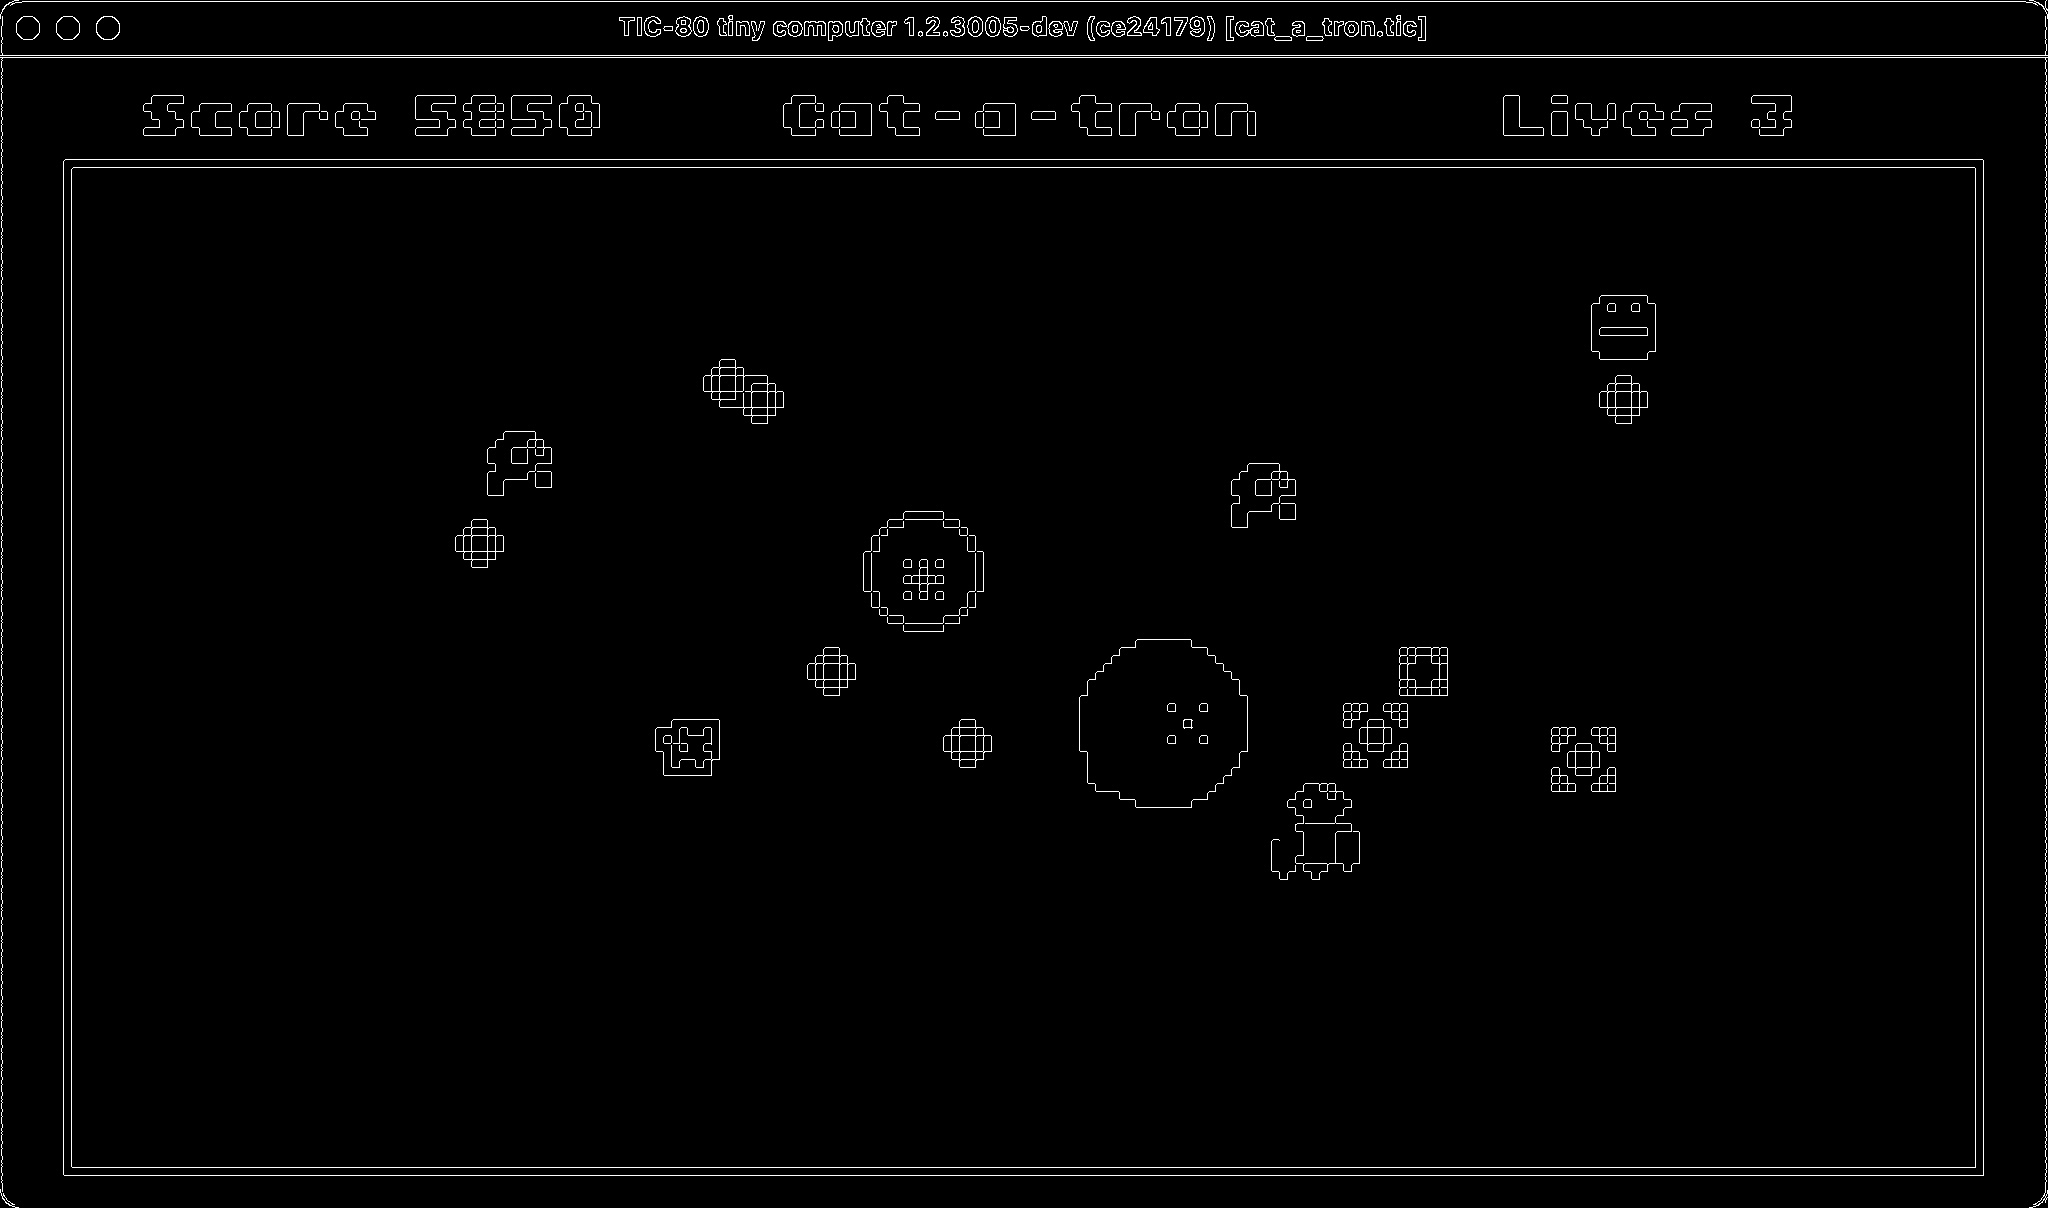 TIC-80 tiny computer 1.2.3005-dev (ce24179) [cat_a_tron.tic]
Score 5850 Cat-a-tron Lives 3